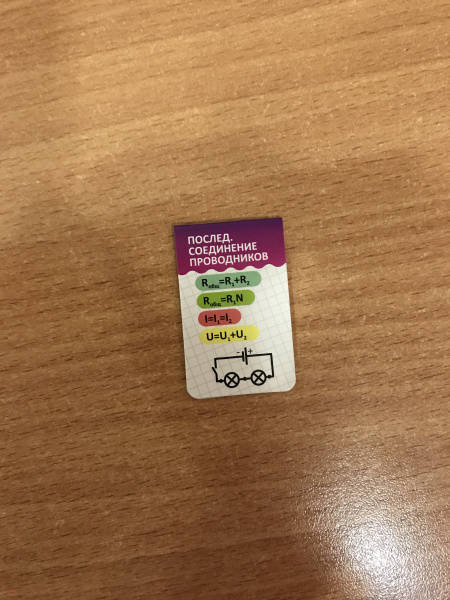 ПОСЛЕД.
СОЕДИНЕНИЕ
ПРОВОДНИКОВ
Rобщ=R1+R2
Rобщ=R1N
I=I1=I2
U=U1+U2
- +